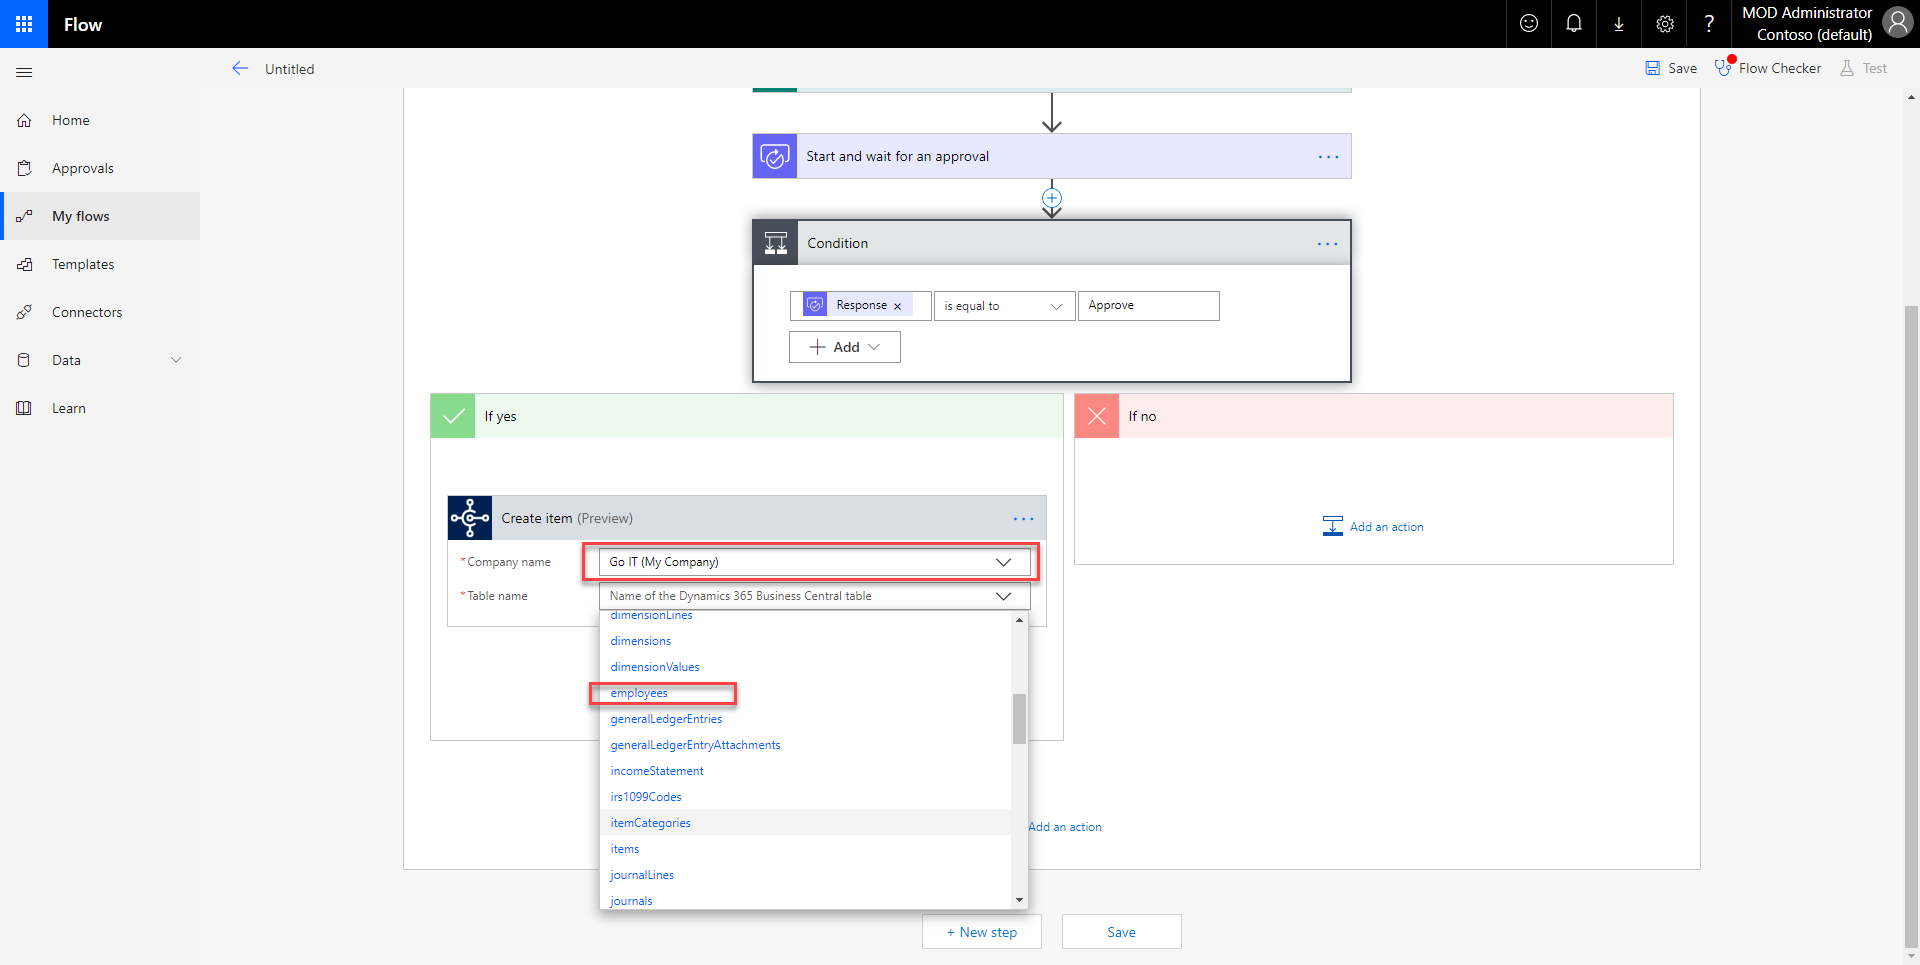 Flow
?
MOD Administrator
Contoso (default)
Untitled
Save
Flow Checker
Test
Home
Approvals
My flows
Templates
Connectors
Data
Learn
Start and wait for an approval
...
Condition
...
Response x
is equal to
Approve
+ Add
If yes
If no
Create item (Preview)
...
*Company name
Go IT (My Company)
*Table name
Name of the Dynamics 365 Business Central table
Add an action
dimensionLines
dimensions
dimensionValues
employees
generalLedgerEntries
generalLedgerEntryAttachments
incomeStatement
irs1099Codes
itemCategories
items
journalLines
journals
Add an action
+ New step
Save